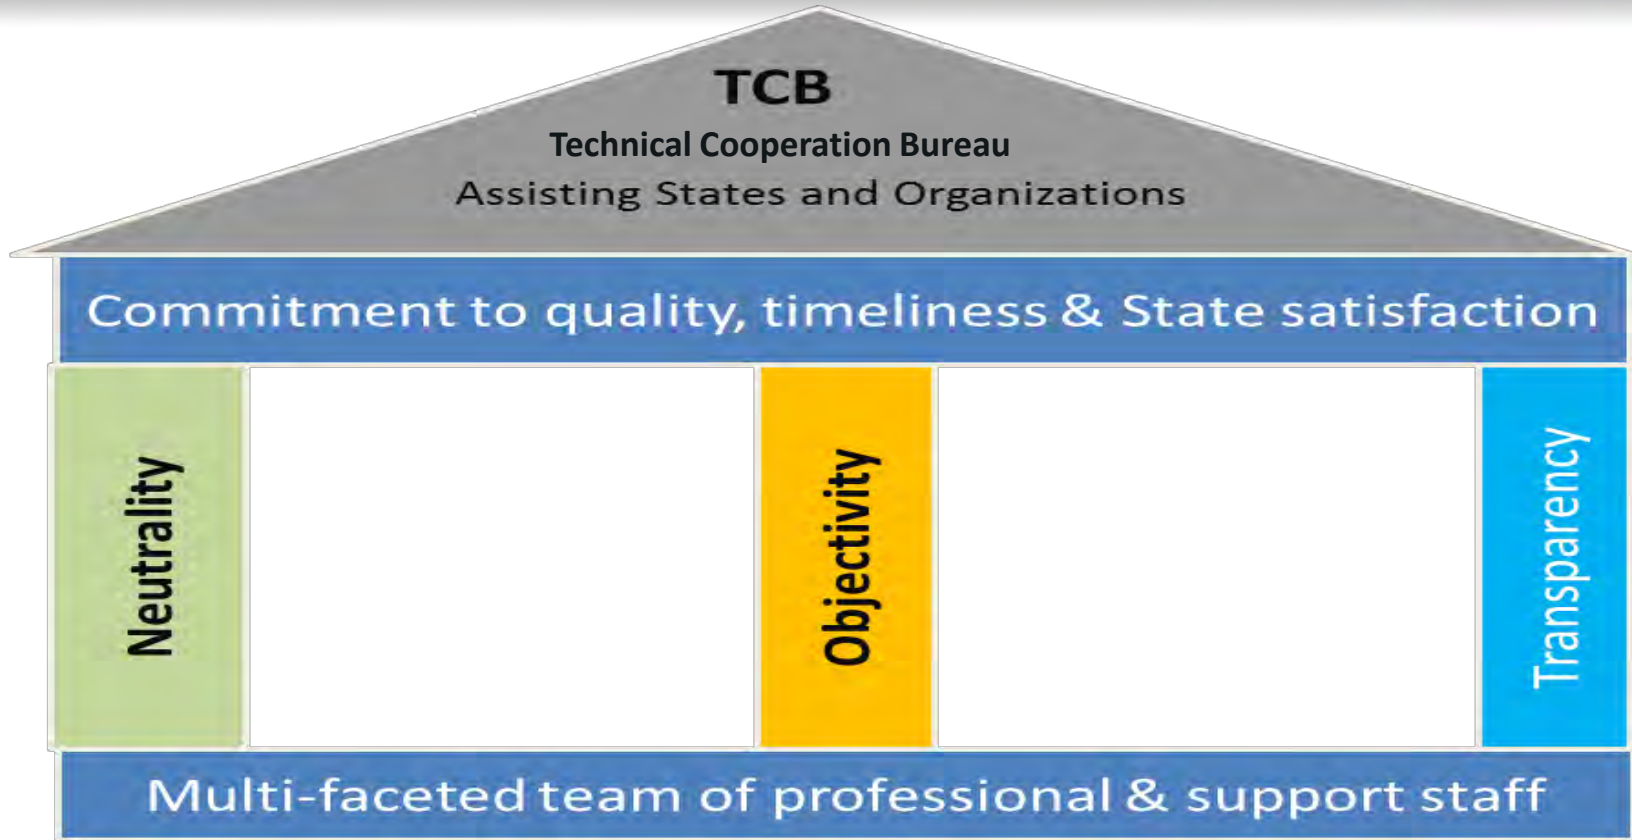 TCB
Technical Cooperation Bureau
Assisting States and Organizations
Commitment to quality, timeliness & State satisfaction
Neutrality
Objectivity
Transparency
Multi-faceted team of professional & support staff